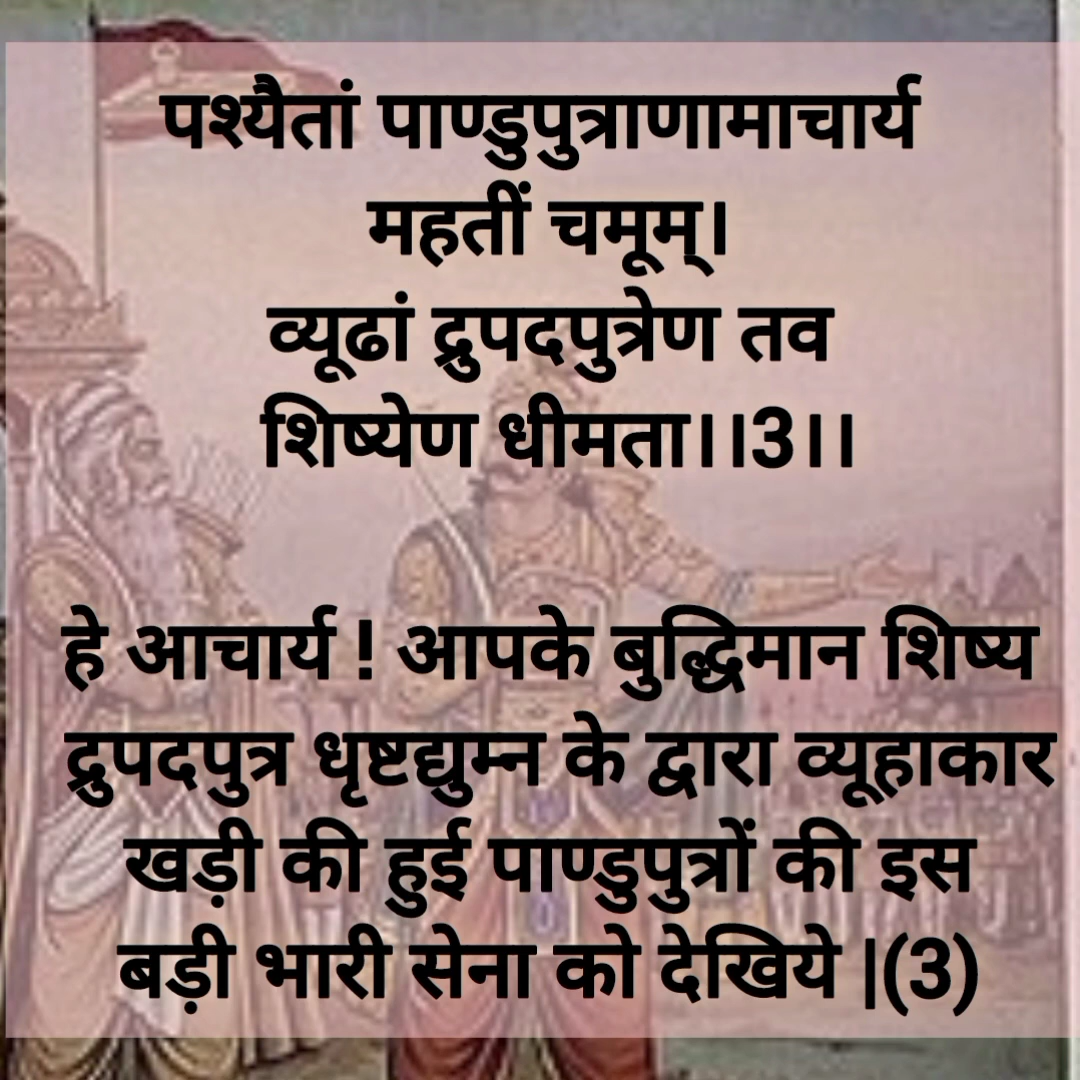 पश्यैतां पाण्डुपुत्राणामाचार्य
महतीं चमूम्।
व्यूढां द्रुपदपुत्रेण तव
शिष्येण धीमता।।3।।
हे आचार्य ! आपके बुद्धिमान शिष्य
द्रुपदपुत्र धृष्टद्युम्न के द्वारा व्यूहाकार
खड़ी की हुई पाण्डुपुत्रों की इस
बड़ी भारी सेना को देखिये |(3)